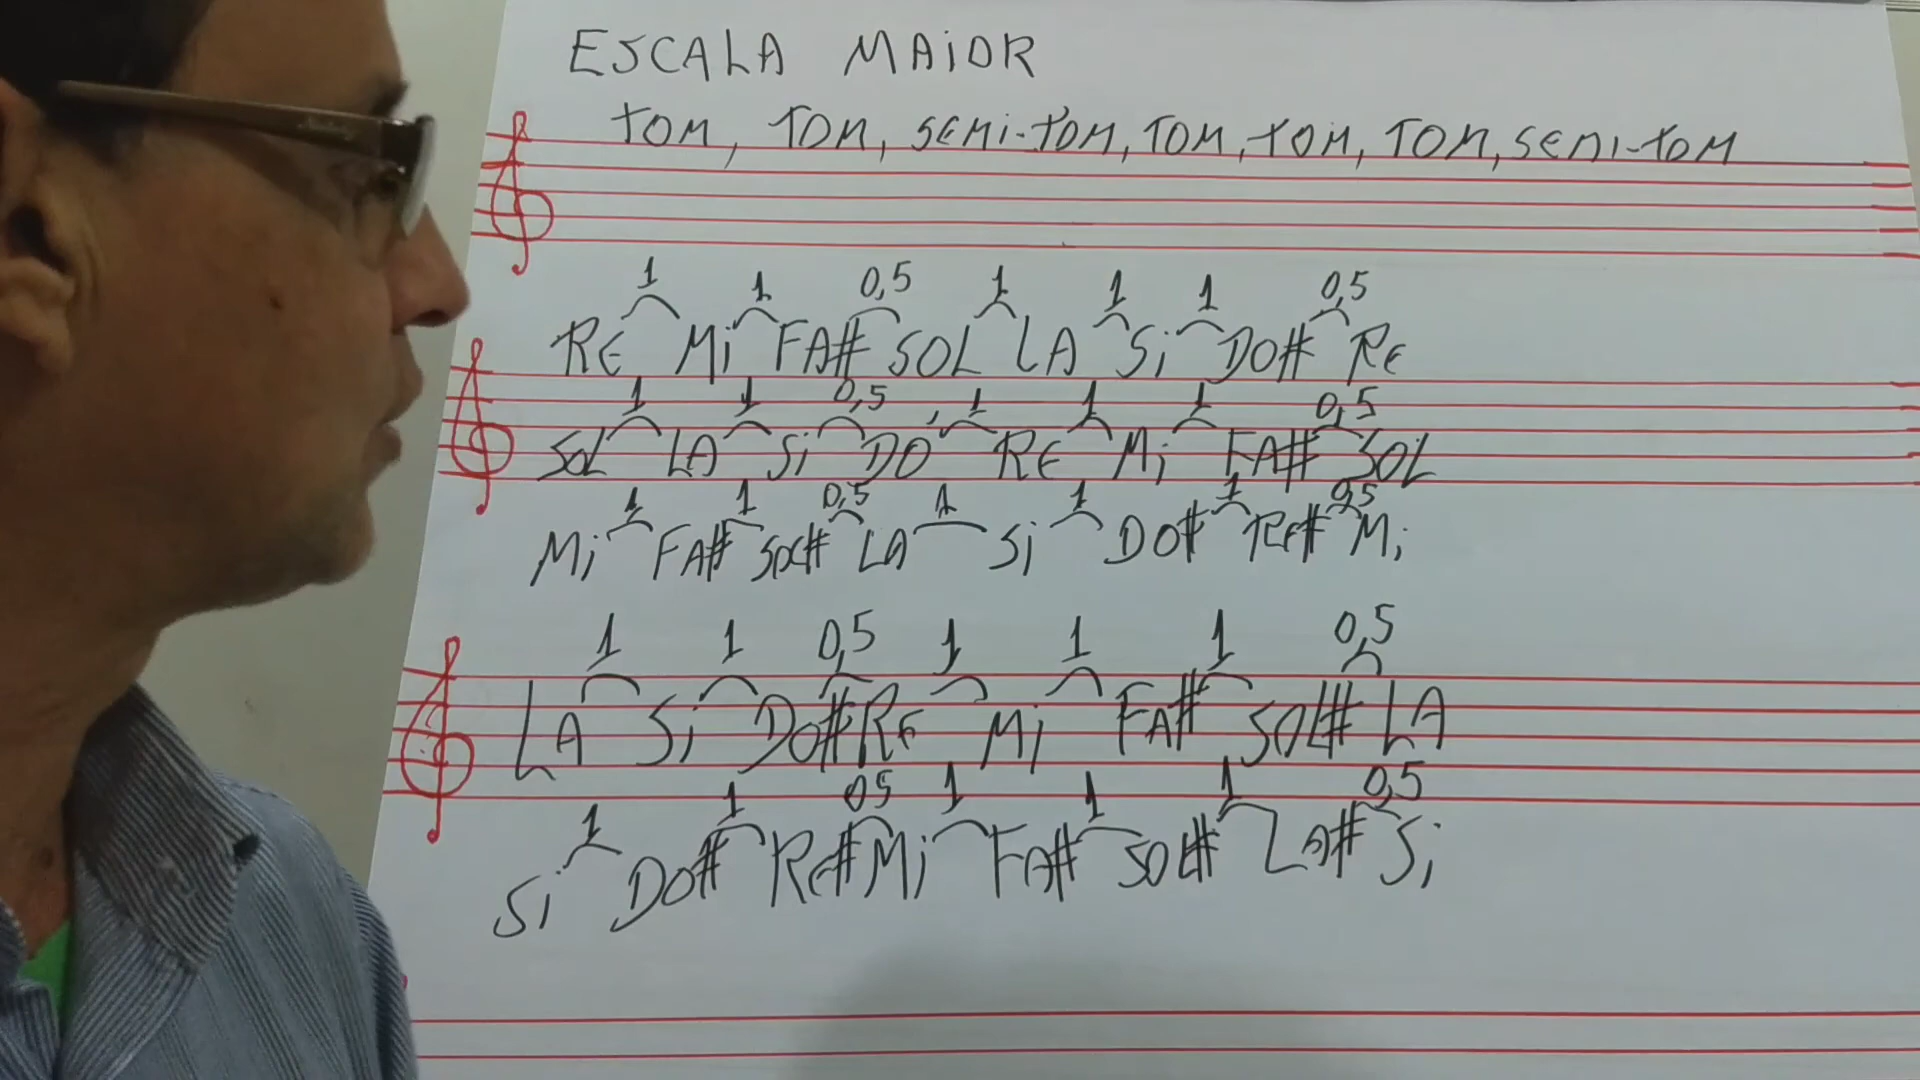 ESCALA MAiOR
TOM, TOM, SEMi-TOM, TOM, TOM, TOM, SEMi-TOM
1 1 0,5 1 1 1 0,5
RE Mi FA# SOL LA Si DO# RE
1 1 0,5 1 1 1 0,5
SOL LA Si DO RE Mi FA# SOL
1 1 0,5 1 1 1 0,5
Mi FA# SOL# LA Si DO# RE# Mi
1 1 0,5 1 1 1 0,5
LA Si DO# RE Mi FA# SOL# LA
1 1 05 1 1 1 0,5
Si DO# RE# Mi FA# SOL# LA# Si